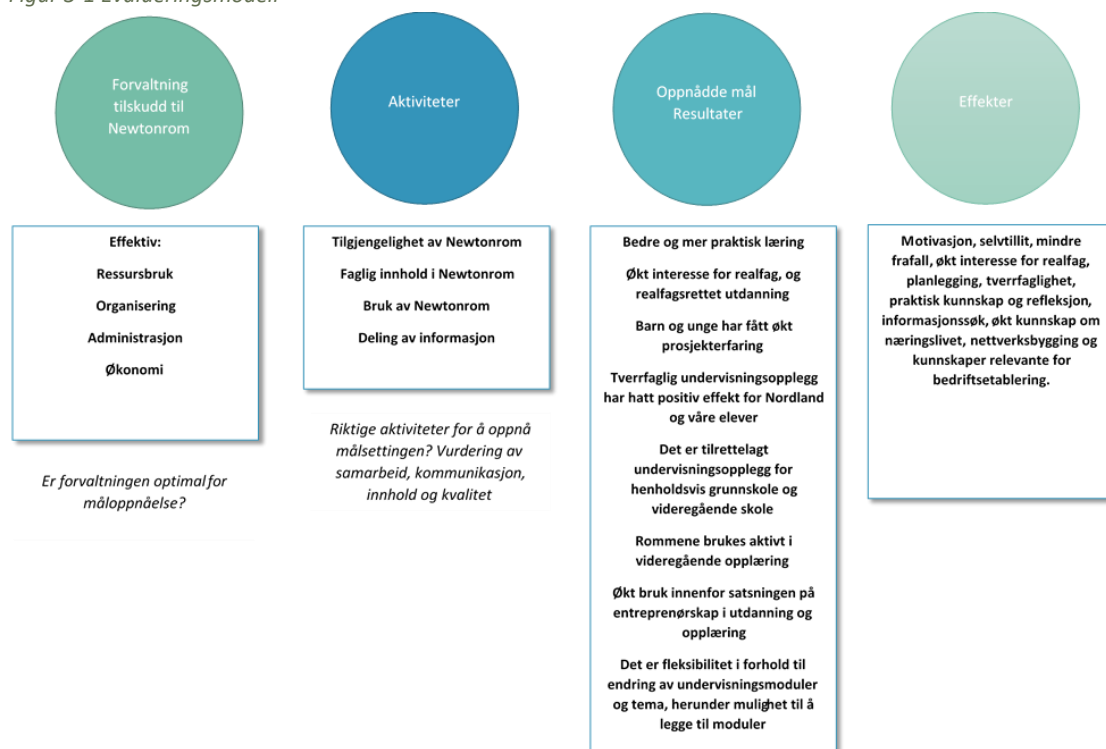 Figur 3-1 Evalueringsmodell
Forvaltning
tilskudd til
Newtonrom
Aktiviteter
Oppnådde mål
Resultater
Effekter
Effektiv:
Ressursbruk
Organisering
Administrasjon
Økonomi
Er forvaltningen optimal for
måloppnåelse?
Tilgjengelighet av Newtonrom
Faglig innhold i Newtonrom
Bruk av Newtonrom
Deling av informasjon
Riktige aktiviteter for å oppnå
målsettingen? Vurdering av
samarbeid, kommunikasjon,
innhold og kvalitet
Bedre og mer praktisk læring
Økt interesse for realfag, og
realfagsrettet utdanning
Barn og unge har fått økt
prosjekterfaring
Tverrfaglig undervisningsopplegg
har hatt positiv effekt for Nordland
og våre elever
Det er tilrettelagt
undervisningsopplegg for
henholdsvis grunnskole og
videregående skole
Rommene brukes aktivt i
videregående opplæring
Økt bruk innenfor satsningen på
entreprenørskap i utdanning og
opplæring
Det er fleksibilitet i forhold til
endring av undervisningsmoduler
og tema, herunder mulighet til å
legge til moduler
Motivasjon, selvtillit, mindre
frafall, økt interesse for realfag,
planlegging, tverrfaglighet,
praktisk kunnskap og refleksjon,
informasjonssøk, økt kunnskap om
næringslivet, nettverksbygging og
kunnskaper relevante for
bedriftsetablering.